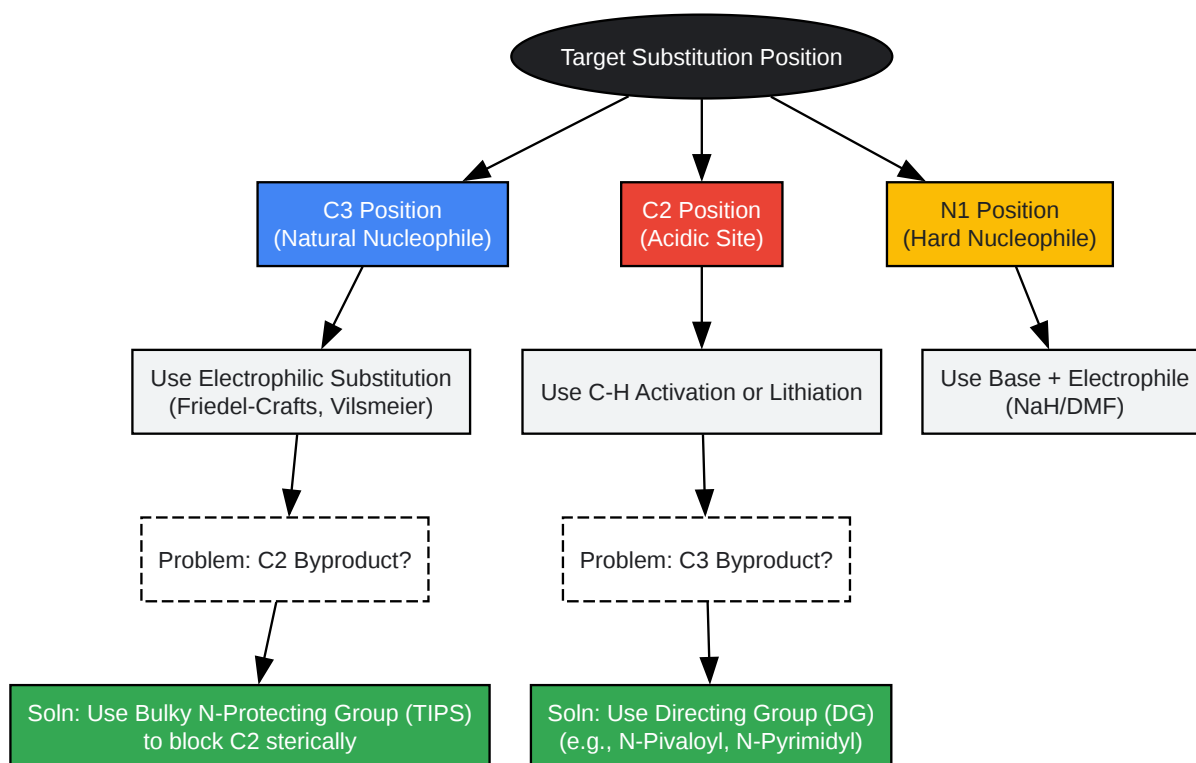 Target Substitution Position
C3 Position
(Natural Nucleophile)
C2 Position
(Acidic Site)
N1 Position
(Hard Nucleophile)
Use Electrophilic Substitution
(Friedel-Crafts, Vilsmeier)
Use C-H Activation or Lithiation
Use Base + Electrophile
(NaH/DMF)
Problem: C2 Byproduct?
Problem: C3 Byproduct?
Soln: Use Bulky N-Protecting Group (TIPS)
to block C2 sterically
Soln: Use Directing Group (DG)
(e.g., N-Pivaloyl, N-Pyrimidyl)